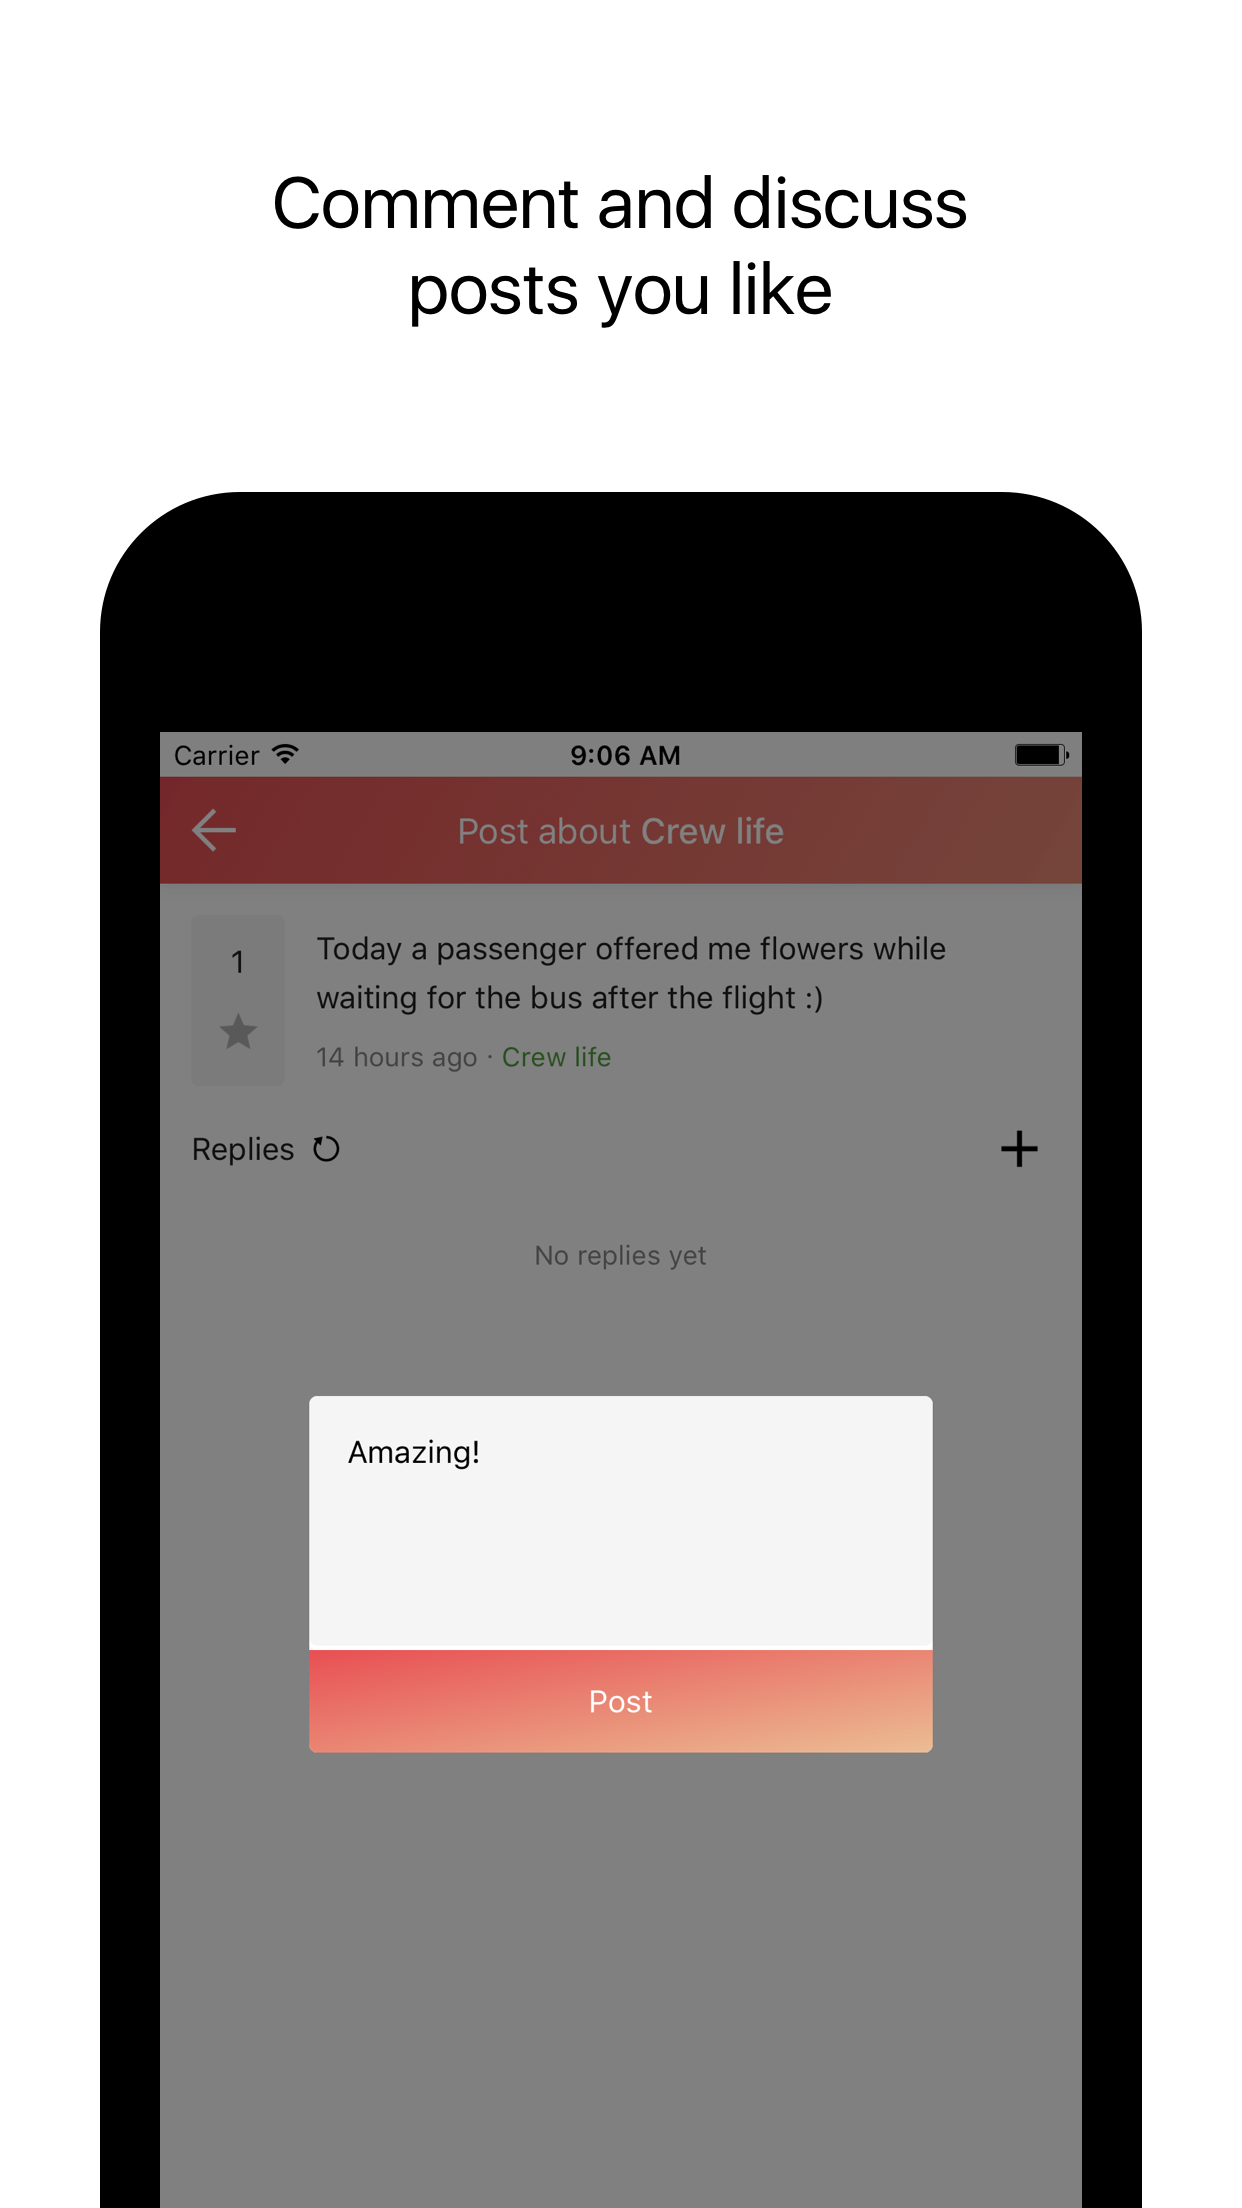 Comment and discuss
posts you like
Carrier 9:06 AM
Post about Crew life
1
Today a passenger offered me flowers while
waiting for the bus after the flight :)
14 hours ago · Crew life
Replies
No replies yet
Amazing!
Post